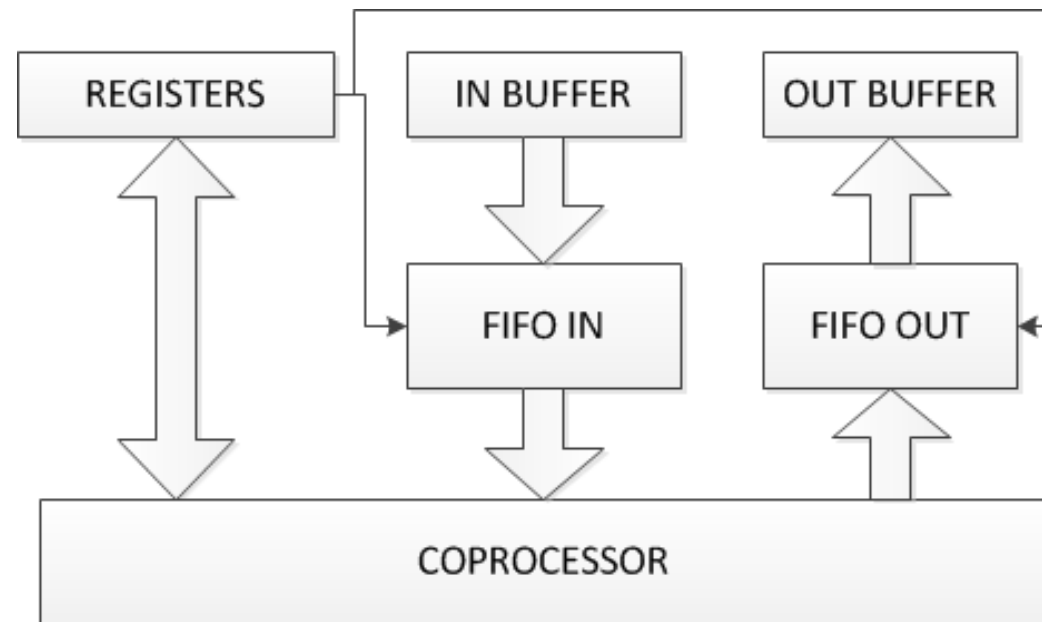 REGISTERS
IN BUFFER
OUT BUFFER
FIFO IN
FIFO OUT
COPROCESSOR